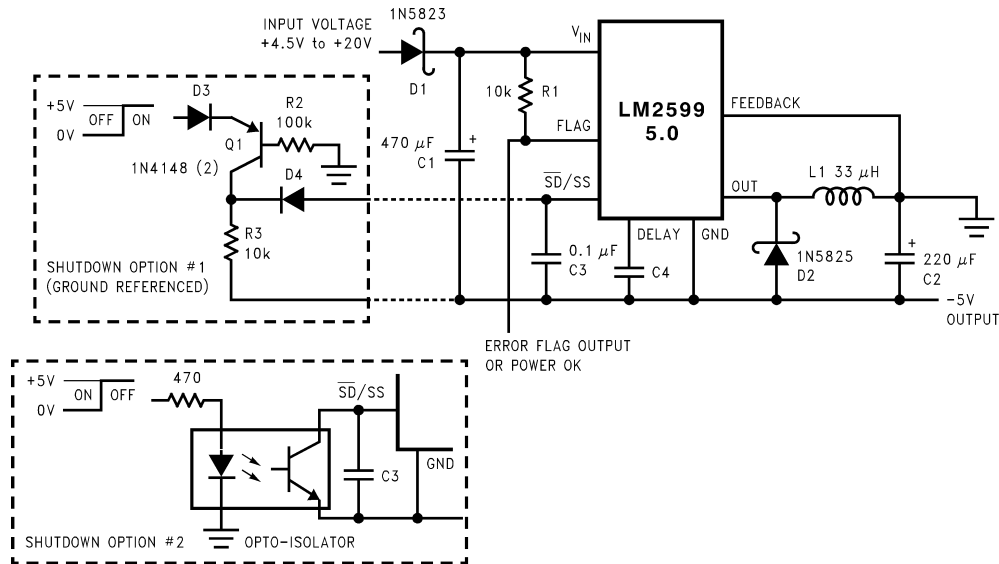 INPUT VOLTAGE
+4.5V to +20V
1N5823
D1
VIN
10k R1
FLAG
470 μF
+
C1
LM2599
5.0
FEEDBACK
OUT
L1 33 μH
SD/SS
DELAY
GND
0.1 μF
C3
C4
1N5825
D2
+
220 μF
C2
-5V
OUTPUT
ERROR FLAG OUTPUT
OR POWER OK
+5V
OFF ON
0V
D3
R2
100k
Q1
1N4148 (2)
D4
R3
10k
SHUTDOWN OPTION #1
(GROUND REFERENCED)
+5V
ON OFF
0V
470
SD/SS
GND
C3
SHUTDOWN OPTION #2
OPTO-ISOLATOR